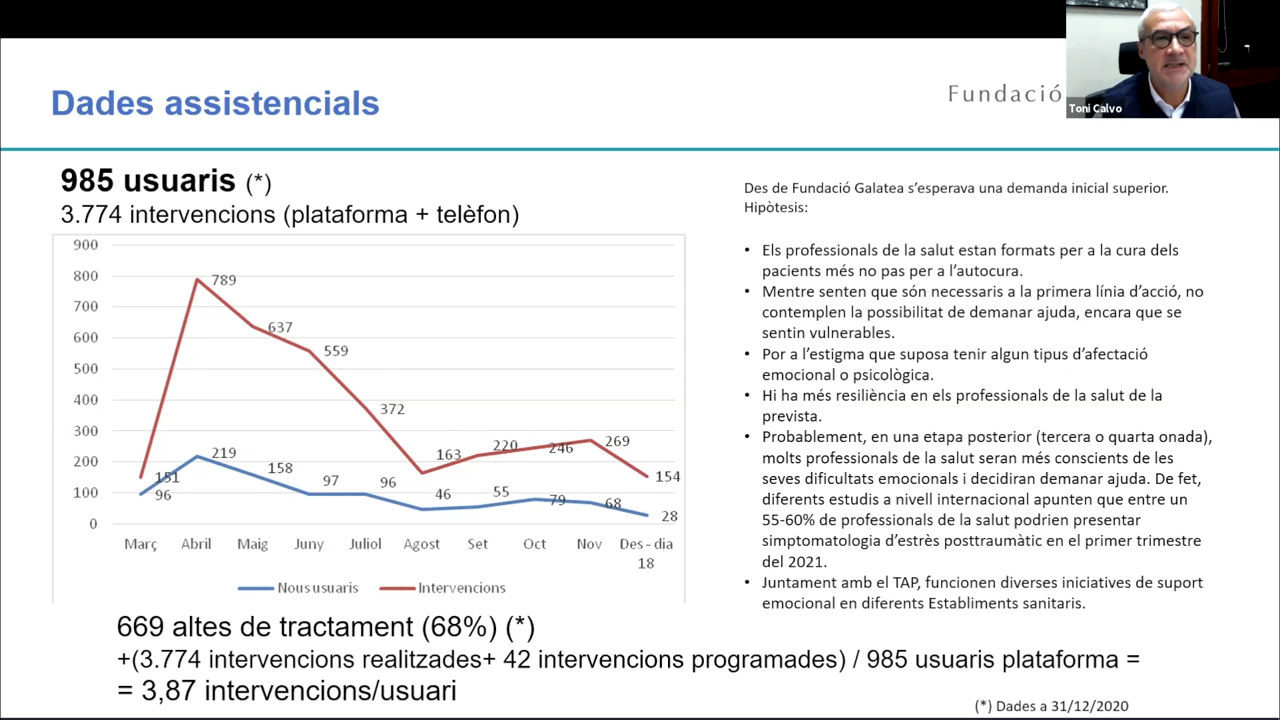 Dades assistencials
Fundació
Toni Calvo
985 usuaris (*)
3.774 intervencions (plataforma + telèfon)
900
800
700
600
500
400
300
200
100
0
789
637
559
372
163
220
246
269
154
151
96
219
158
97
96
46
55
79
68
28
Març Abril Maig Juny Juliol Agost Set Oct Nov Des - dia
18
Nous usuaris Intervencions
Des de Fundació Galatea s'esperava una demanda inicial superior.
Hipòtesis:
• Els professionals de la salut estan formats per a la cura dels
pacients més no pas per a l'autocura.
• Mentre senten que són necessaris a la primera línia d'acció, no
contemplen la possibilitat de demanar ajuda, encara que se
sentin vulnerables.
• Por a l'estigma que suposa tenir algun tipus d'afectació
emocional o psicològica.
• Hi ha més resiliència en els professionals de la salut de la
prevista.
• Probablement, en una etapa posterior (tercera o quarta onada),
molts professionals de la salut seran més conscients de les
seves dificultats emocionals i decidiran demanar ajuda. De fet,
diferents estudis a nivell internacional apunten que entre un
55-60% de professionals de la salut podrien presentar
simptomatologia d'estrès posttraumàtic en el primer trimestre
del 2021.
• Juntament amb el TAP, funcionen diverses iniciatives de suport
emocional en diferents Establiments sanitaris.
669 altes de tractament (68%) (*)
+(3.774 intervencions realitzades+ 42 intervencions programades) / 985 usuaris plataforma =
= 3,87 intervencions/usuari
(*) Dades a 31/12/2020